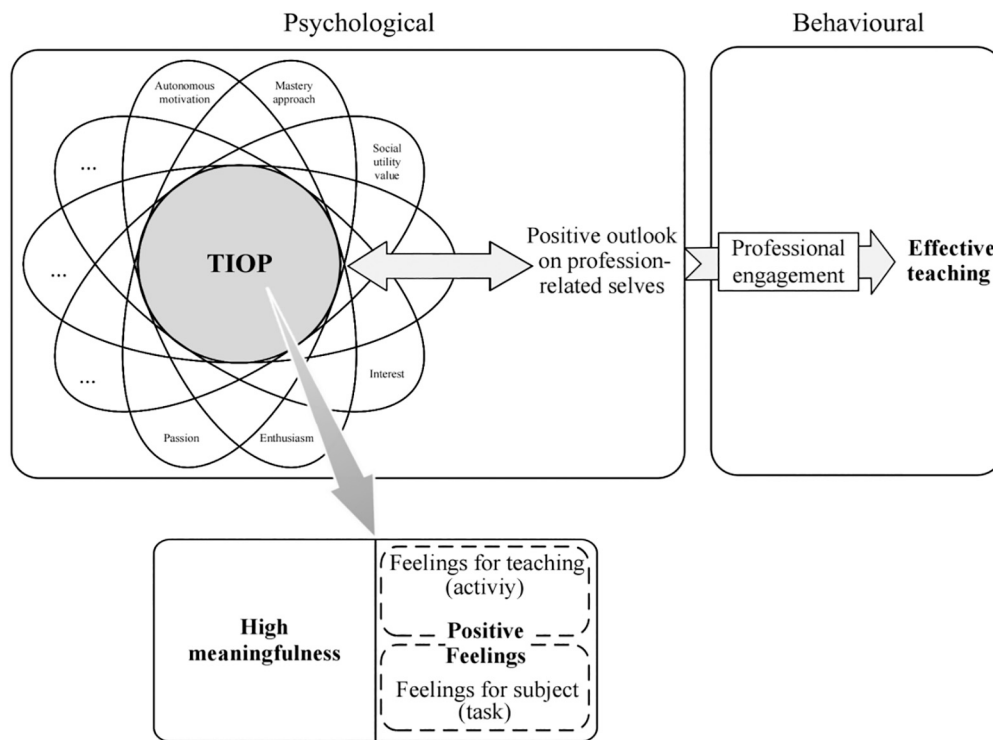 Psychological
Behavioural
Autonomous
motivation
Mastery
approach
Social
utility
value
...
...
...
TIOP
Interest
Passion
Enthusiasm
Positive outlook
on profession-
related selves
Professional
engagement
Effective
teaching
High
meaningfulness
Feelings for teaching
(activiy)
Positive
Feelings
Feelings for subject
(task)